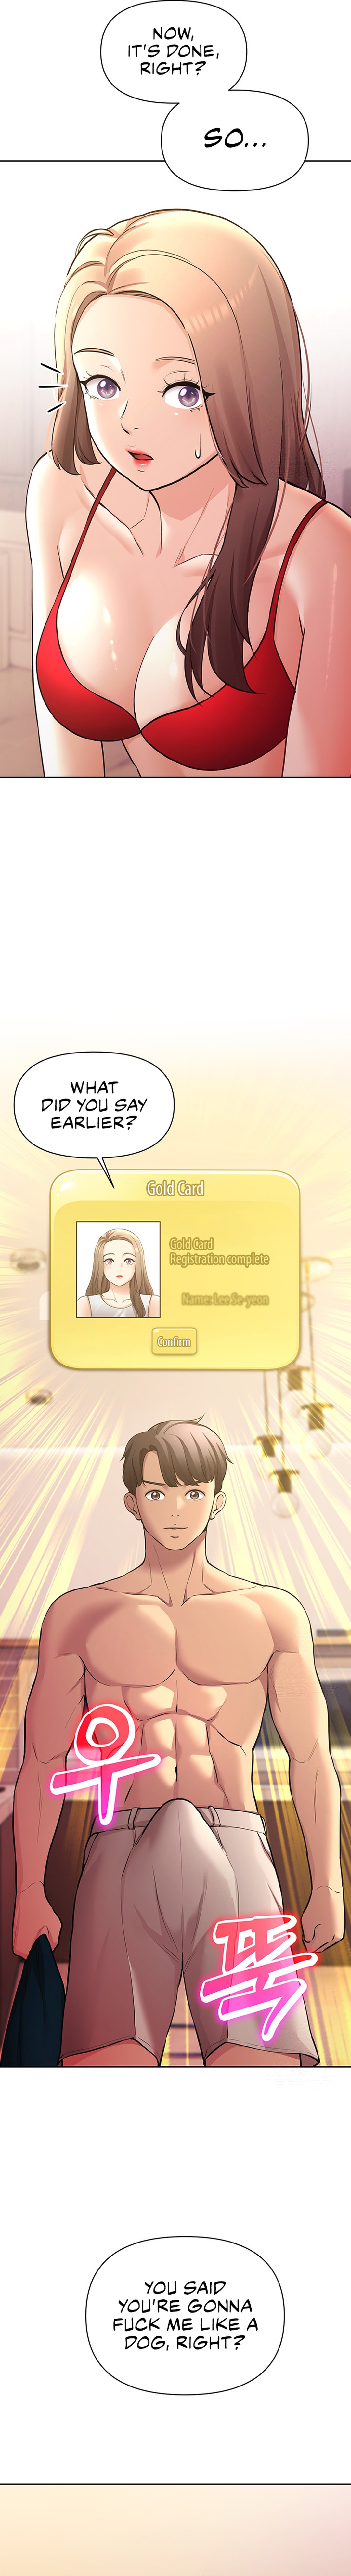 NOW,
IT'S DONE,
RIGHT?
SO...
WHAT
DID YOU SAY
EARLIER?
Gold Card
Gold Card
Registration complete
Name: Lee Se-yeon
Confirm
우
뚝
YOU SAID
YOU'RE GONNA
FUCK ME LIKE A
DOG, RIGHT?